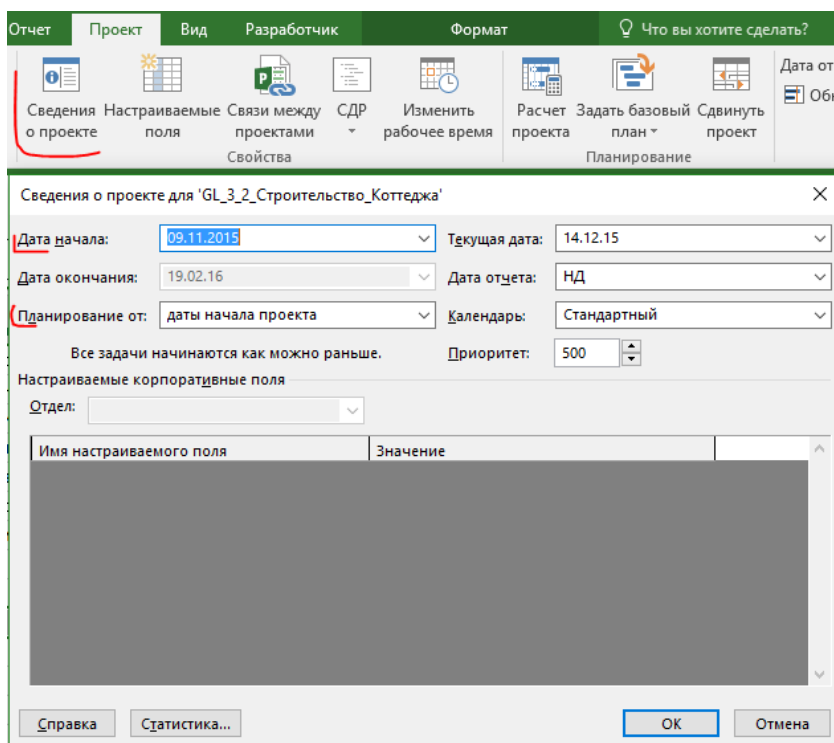 Отчет Проект Вид Разработчик Формат Что вы хотите сделать?
Сведения о проекте
Настраиваемые поля
Связи между проектами
СДР
Изменить рабочее время
Расчет проекта
Задать базовый план
Сдвинуть проект
Дата от
Свойства
Планирование
Сведения о проекте для 'GL_3_2_Строительство_Коттеджа'
Дата начала: 09.11.2015 Текущая дата: 14.12.15
Дата окончания: 19.02.16 Дата отчета: НД
Планирование от: даты начала проекта Календарь: Стандартный
Все задачи начинаются как можно раньше. Приоритет: 500
Настраиваемые корпоративные поля
Отдел:
Имя настраиваемого поля Значение
Справка Статистика... ОК Отмена